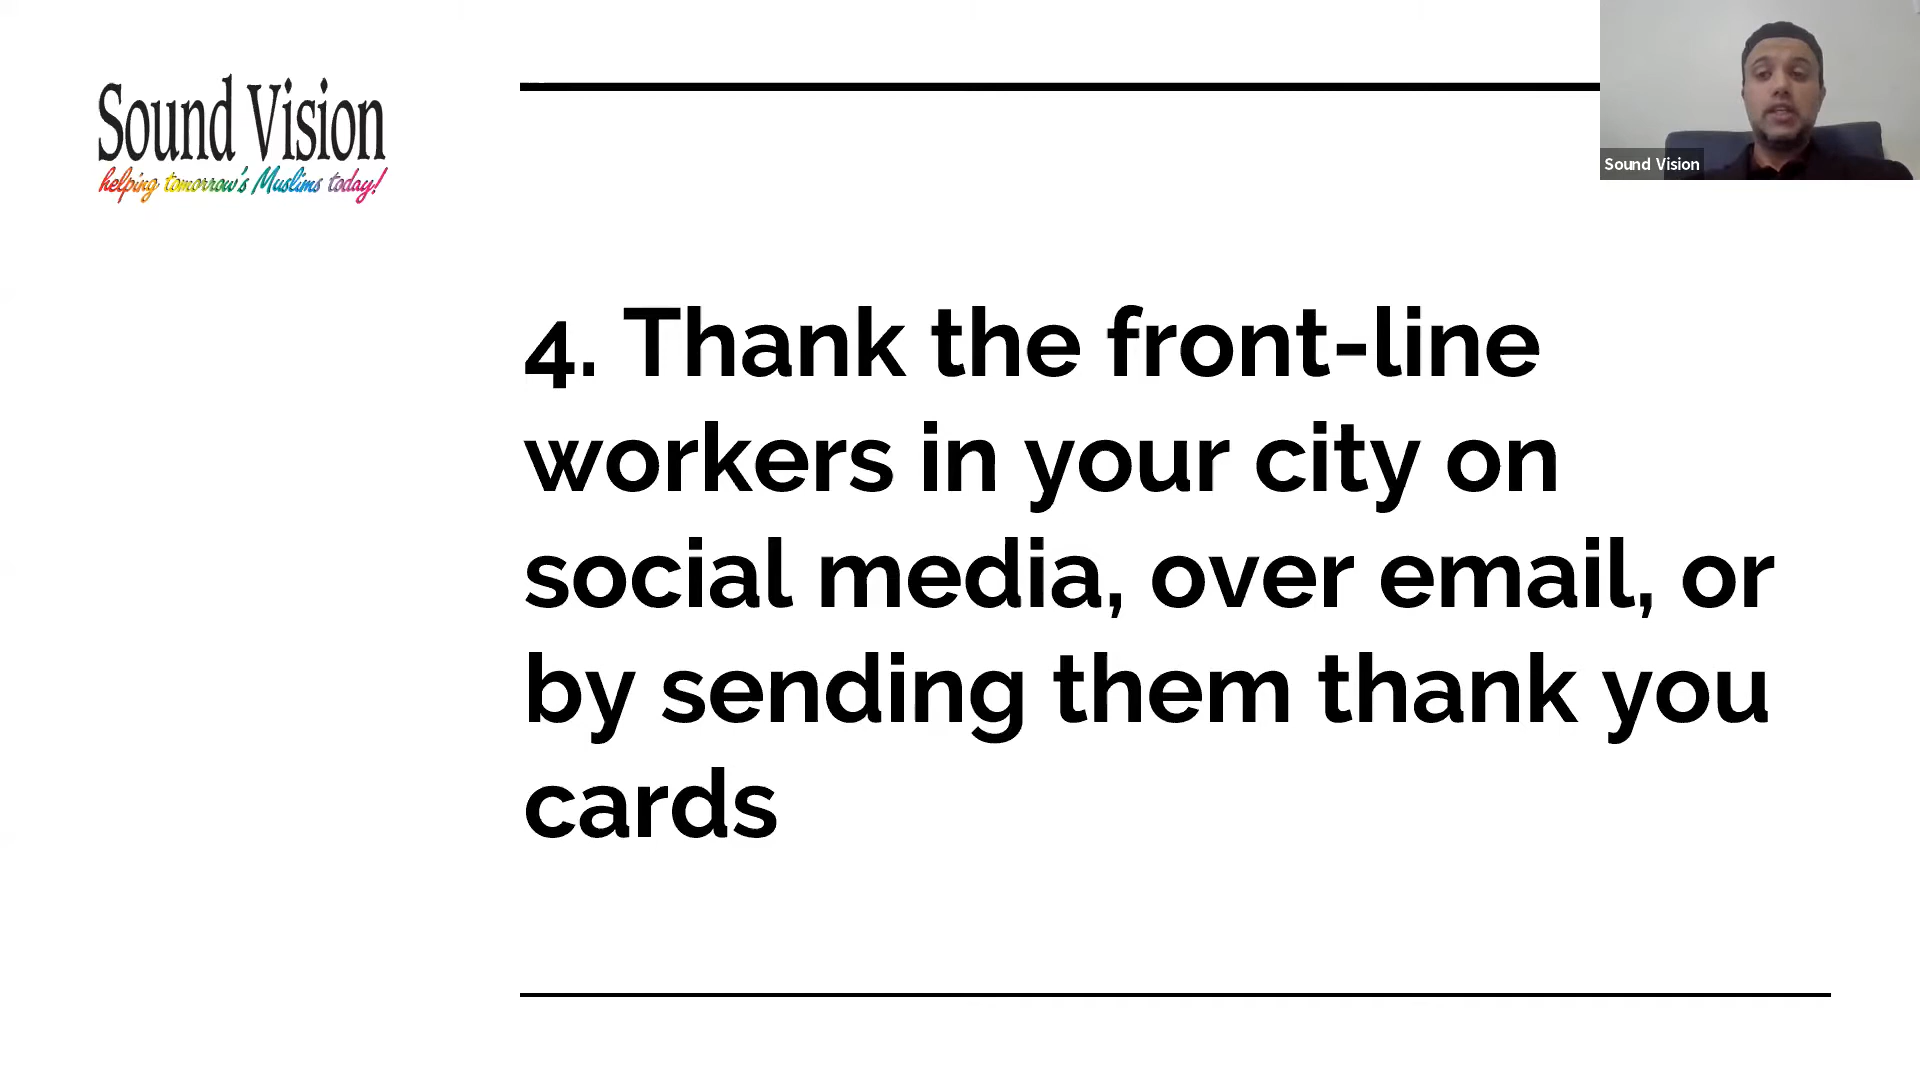 Sound Vision
helping tomorrow's Muslims today!
Sound Vision
4. Thank the front-line
workers in your city on
social media, over email, or
by sending them thank you
cards